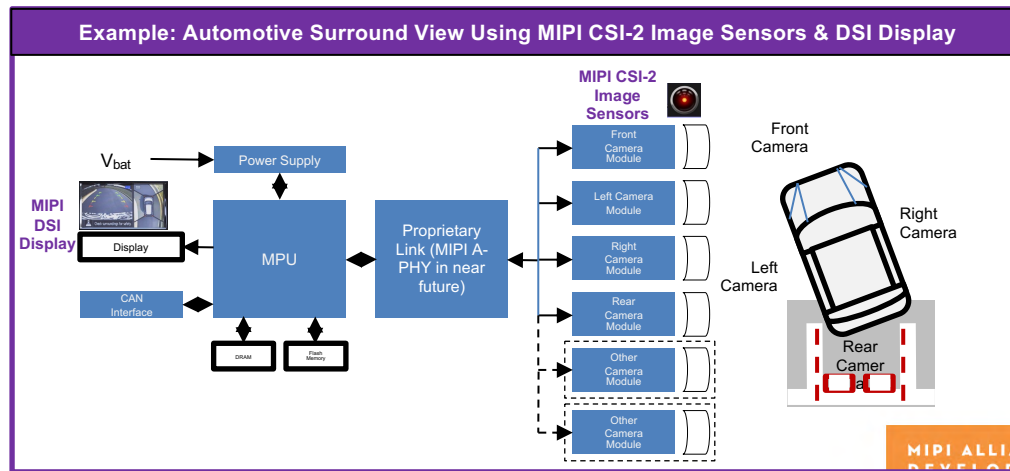 Example: Automotive Surround View Using MIPI CSI-2 Image Sensors & DSI Display
MIPI CSI-2
Image
Sensors
Vbat
Power Supply
MIPI
DSI
Display
Display
MPU
CAN
Interface
DRAM
Flash
Memory
Proprietary
Link (MIPI A-
PHY in near
future)
Front
Camera
Module
Left Camera
Module
Right
Camera
Module
Rear
Camera
Module
Other
Camera
Module
Other
Camera
Module
Front
Camera
Right
Camera
Left
Camera
Rear
Camer
a
MIPI ALLI
DEVELOP